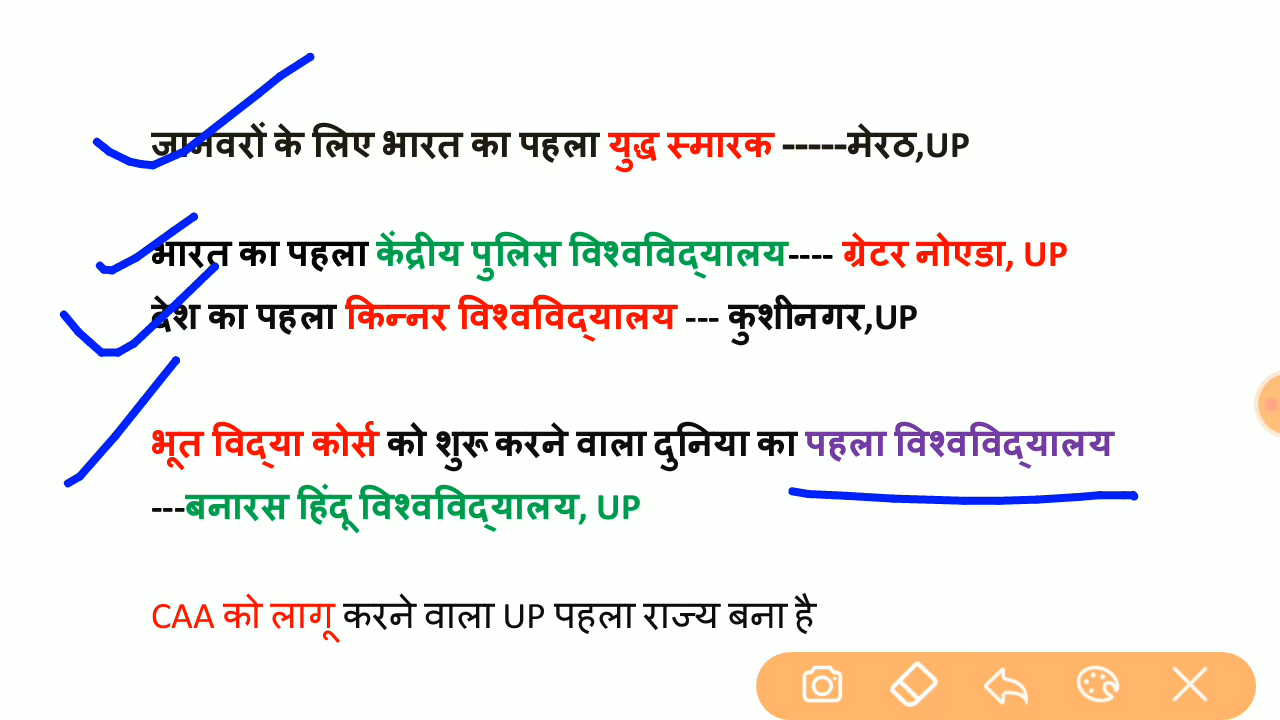 जानवरों के लिए भारत का पहला युद्ध स्मारक -----मेरठ,UP
भारत का पहला केंद्रीय पुलिस विश्वविद्यालय---- ग्रेटर नोएडा, UP
देश का पहला किन्नर विश्वविद्यालय --- कुशीनगर,UP
भूत विद्या कोर्स को शुरू करने वाला दुनिया का पहला विश्वविद्यालय
---बनारस हिंदू विश्वविद्यालय, UP
CAA को लागू करने वाला UP पहला राज्य बना है